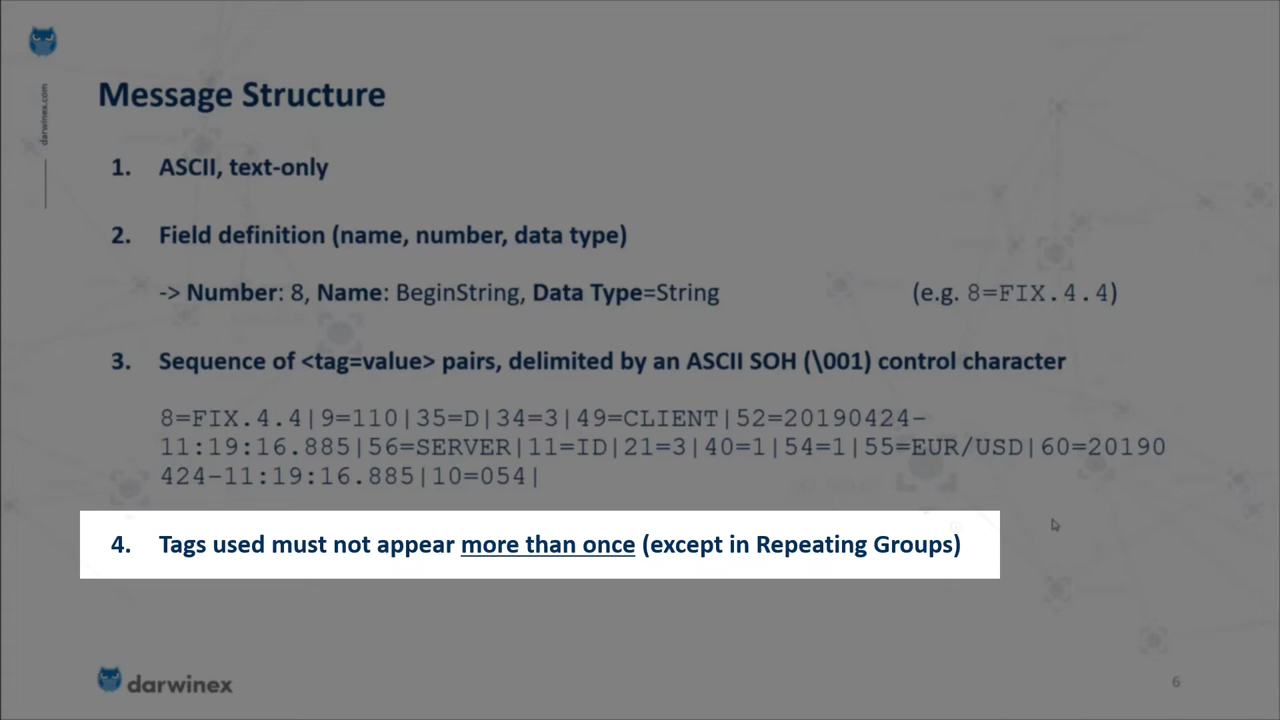 darwinex.com
Message Structure
1. ASCII, text-only
2. Field definition (name, number, data type)
-> Number: 8, Name: BeginString, Data Type=String (e.g. 8=FIX.4.4)
3. Sequence of <tag=value> pairs, delimited by an ASCII SOH (\001) control character
8=FIX.4.4|9=110|35=D|34=3|49=CLIENT|52=20190424-
11:19:16.885|56=SERVER|11=ID|21=3|40=1|54=1|55=EUR/USD|60=20190
424-11:19:16.885|10=054|
4. Tags used must not appear more than once (except in Repeating Groups)
darwinex
6